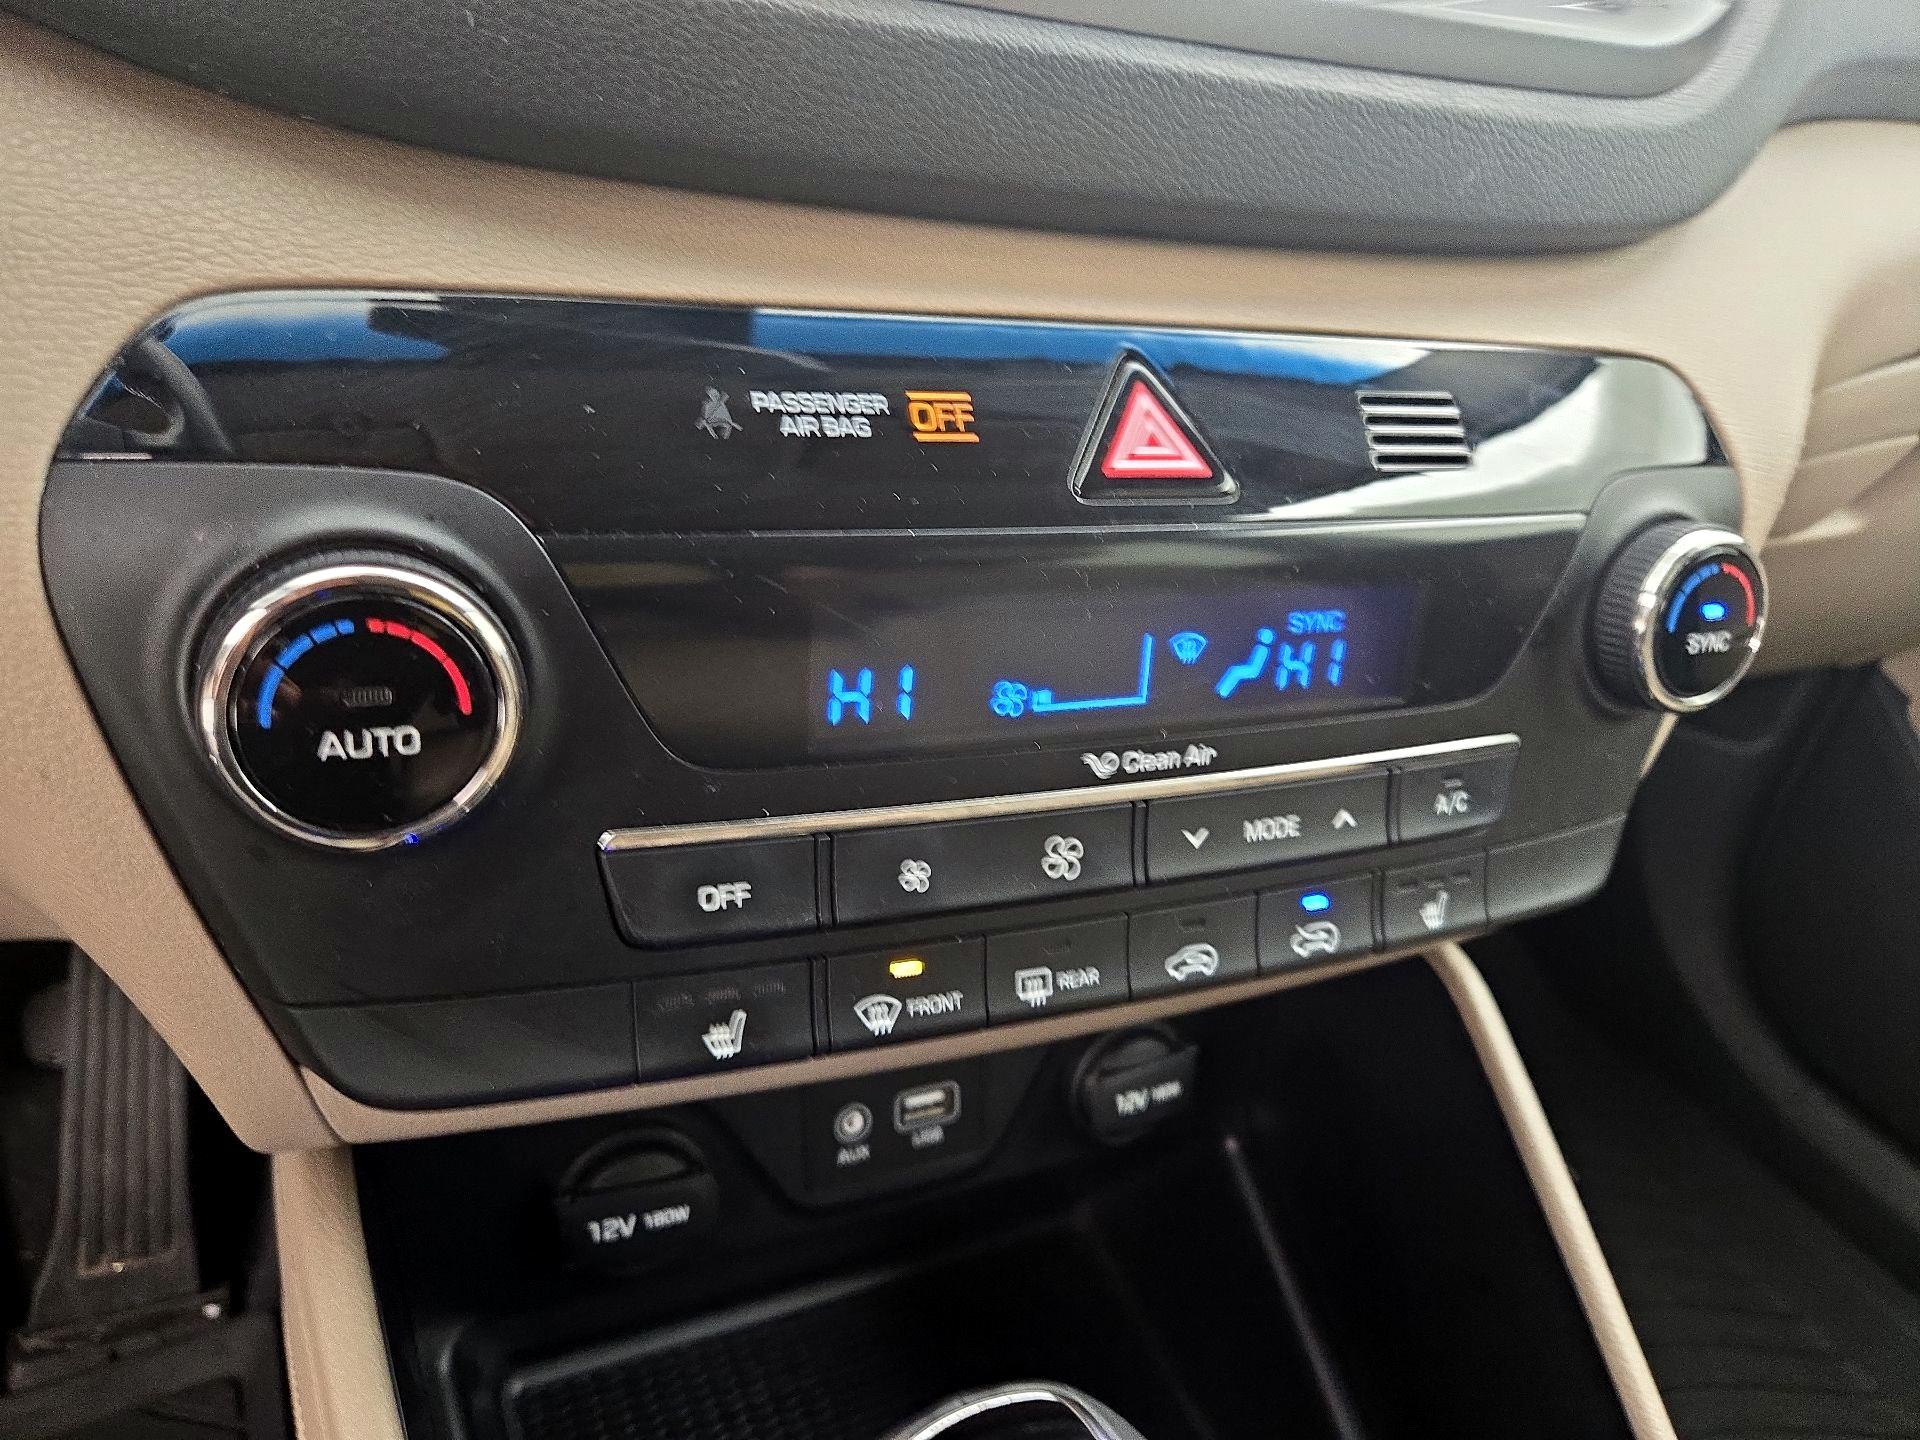 PASSENGER
AIR BAG
OFF
SYNC
HI
HI
AUTO
SYNC
Clean Air
OFF
MODE
A/C
FRONT
REAR
AUX
USB
12V 180W
12V 180W